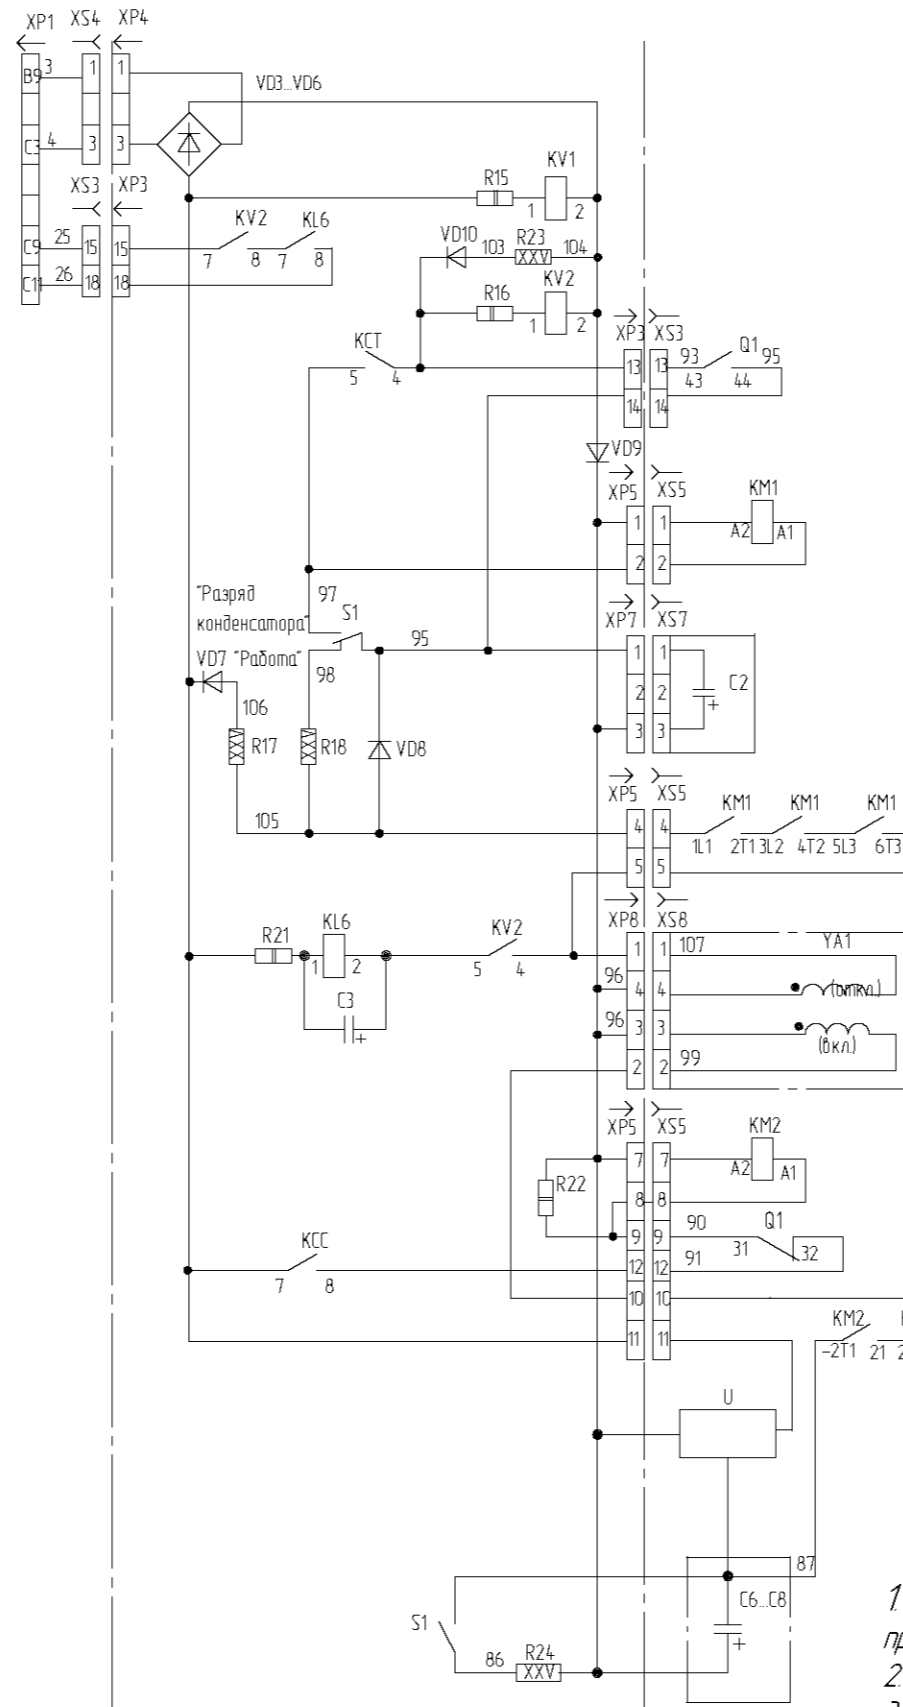 XP1 XS4 XP4
B9 3 1 1
VD3...VD6
C3 4 3 3
KV1
R15
1 2
XS3 XP3
KV2 KL6
C9 25 15 15
7 8 7 8
C11 26 18 18
VD10 103 R23 104
XXV
KV2
R16
1 2
XP3 XS3
KCT
5 4
13 13 93 Q1 95
43 44
14 14
VD9
XP5 XS5
KM1
1 1
A2 A1
2 2
97
"Разряд
конденсатора"
S1
XP7 XS7
95
1 1
VD7 "Работа"
98
2 2
C2
+
106
3 3
R17 R18 VD8
XP5 XS5
105
4 4
KM1 KM1 KM1
1L1 2T1 3L2 4T2 5L3 6T3
5 5
XP8 XS8
R21 KL6 KV2
1 2 5 4
1 1 107 YA1
96 4 4
(откл.)
C3
+
96 3 3
(вкл.)
2 2 99
XP5 XS5
KM2
7 7
A2 A1
R22
8 8
9 9 90 Q1
31 32
KCC
7 8
12 12 91
10 10
11 11
KM2
-2T1 21
U
87
C6...C8
+
S1
86 R24
XXV
1.
пр
2.